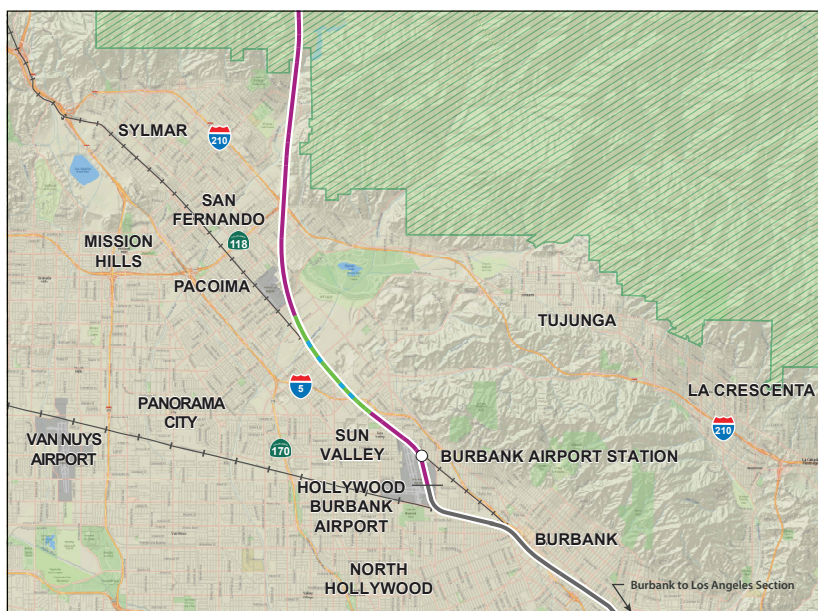 SYLMAR
210
SAN
FERNANDO
118
MISSION
HILLS
PACOIMA
TUJUNGA
5
LA CRESCENTA
PANORAMA
CITY
210
VAN NUYS
AIRPORT
170
SUN
VALLEY
BURBANK AIRPORT STATION
HOLLYWOOD
BURBANK
AIRPORT
BURBANK
NORTH
HOLLYWOOD
Burbank to Los Angeles Section